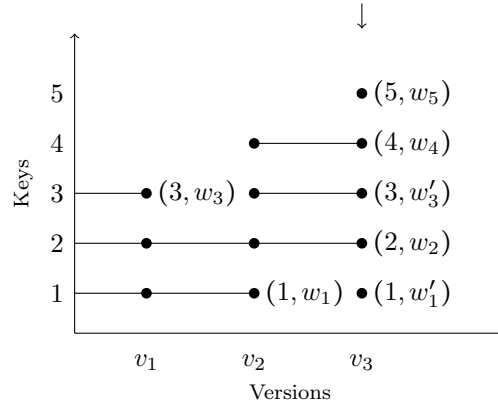 5 (5, w₅)
4 (4, w₄)
3 (3, w₃) (3, w′₃)
2 (2, w₂)
1 (1, w₁) (1, w′₁)
Keys
v₁ v₂ v₃
Versions